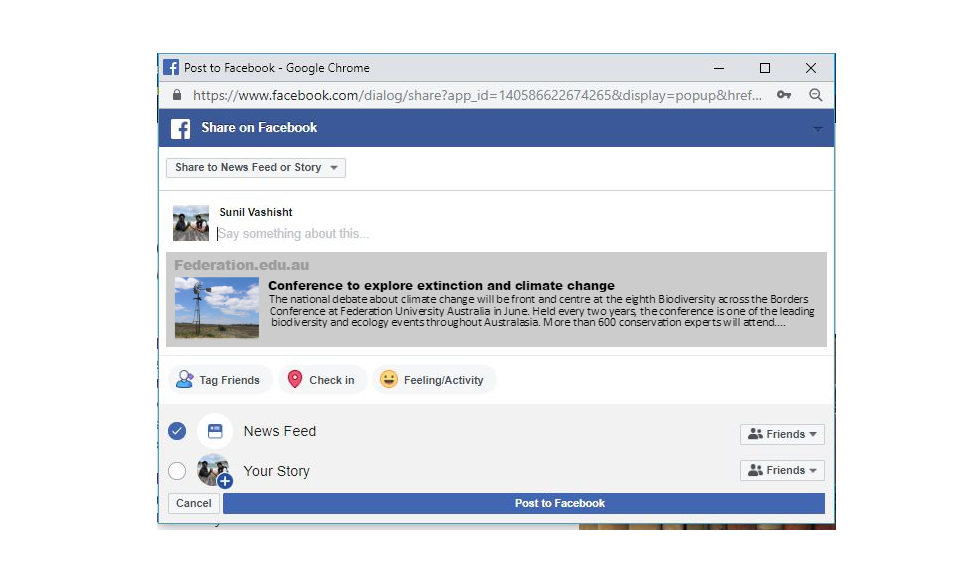 Post to Facebook - Google Chrome
https://www.facebook.com/dialog/share?app_id=140586622674265&display=popup&href...
Share on Facebook
Share to News Feed or Story
Sunil Vashisht
Say something about this...
Federation.edu.au
Conference to explore extinction and climate change
The national debate about climate change will be front and centre at the eighth Biodiversity across the Borders
Conference at Federation University Australia in June. Held every two years, the conference is one of the leading
biodiversity and ecology events throughout Australasia. More than 600 conservation experts will attend....
Tag Friends Check in Feeling/Activity
News Feed Friends
Your Story Friends
Cancel Post to Facebook